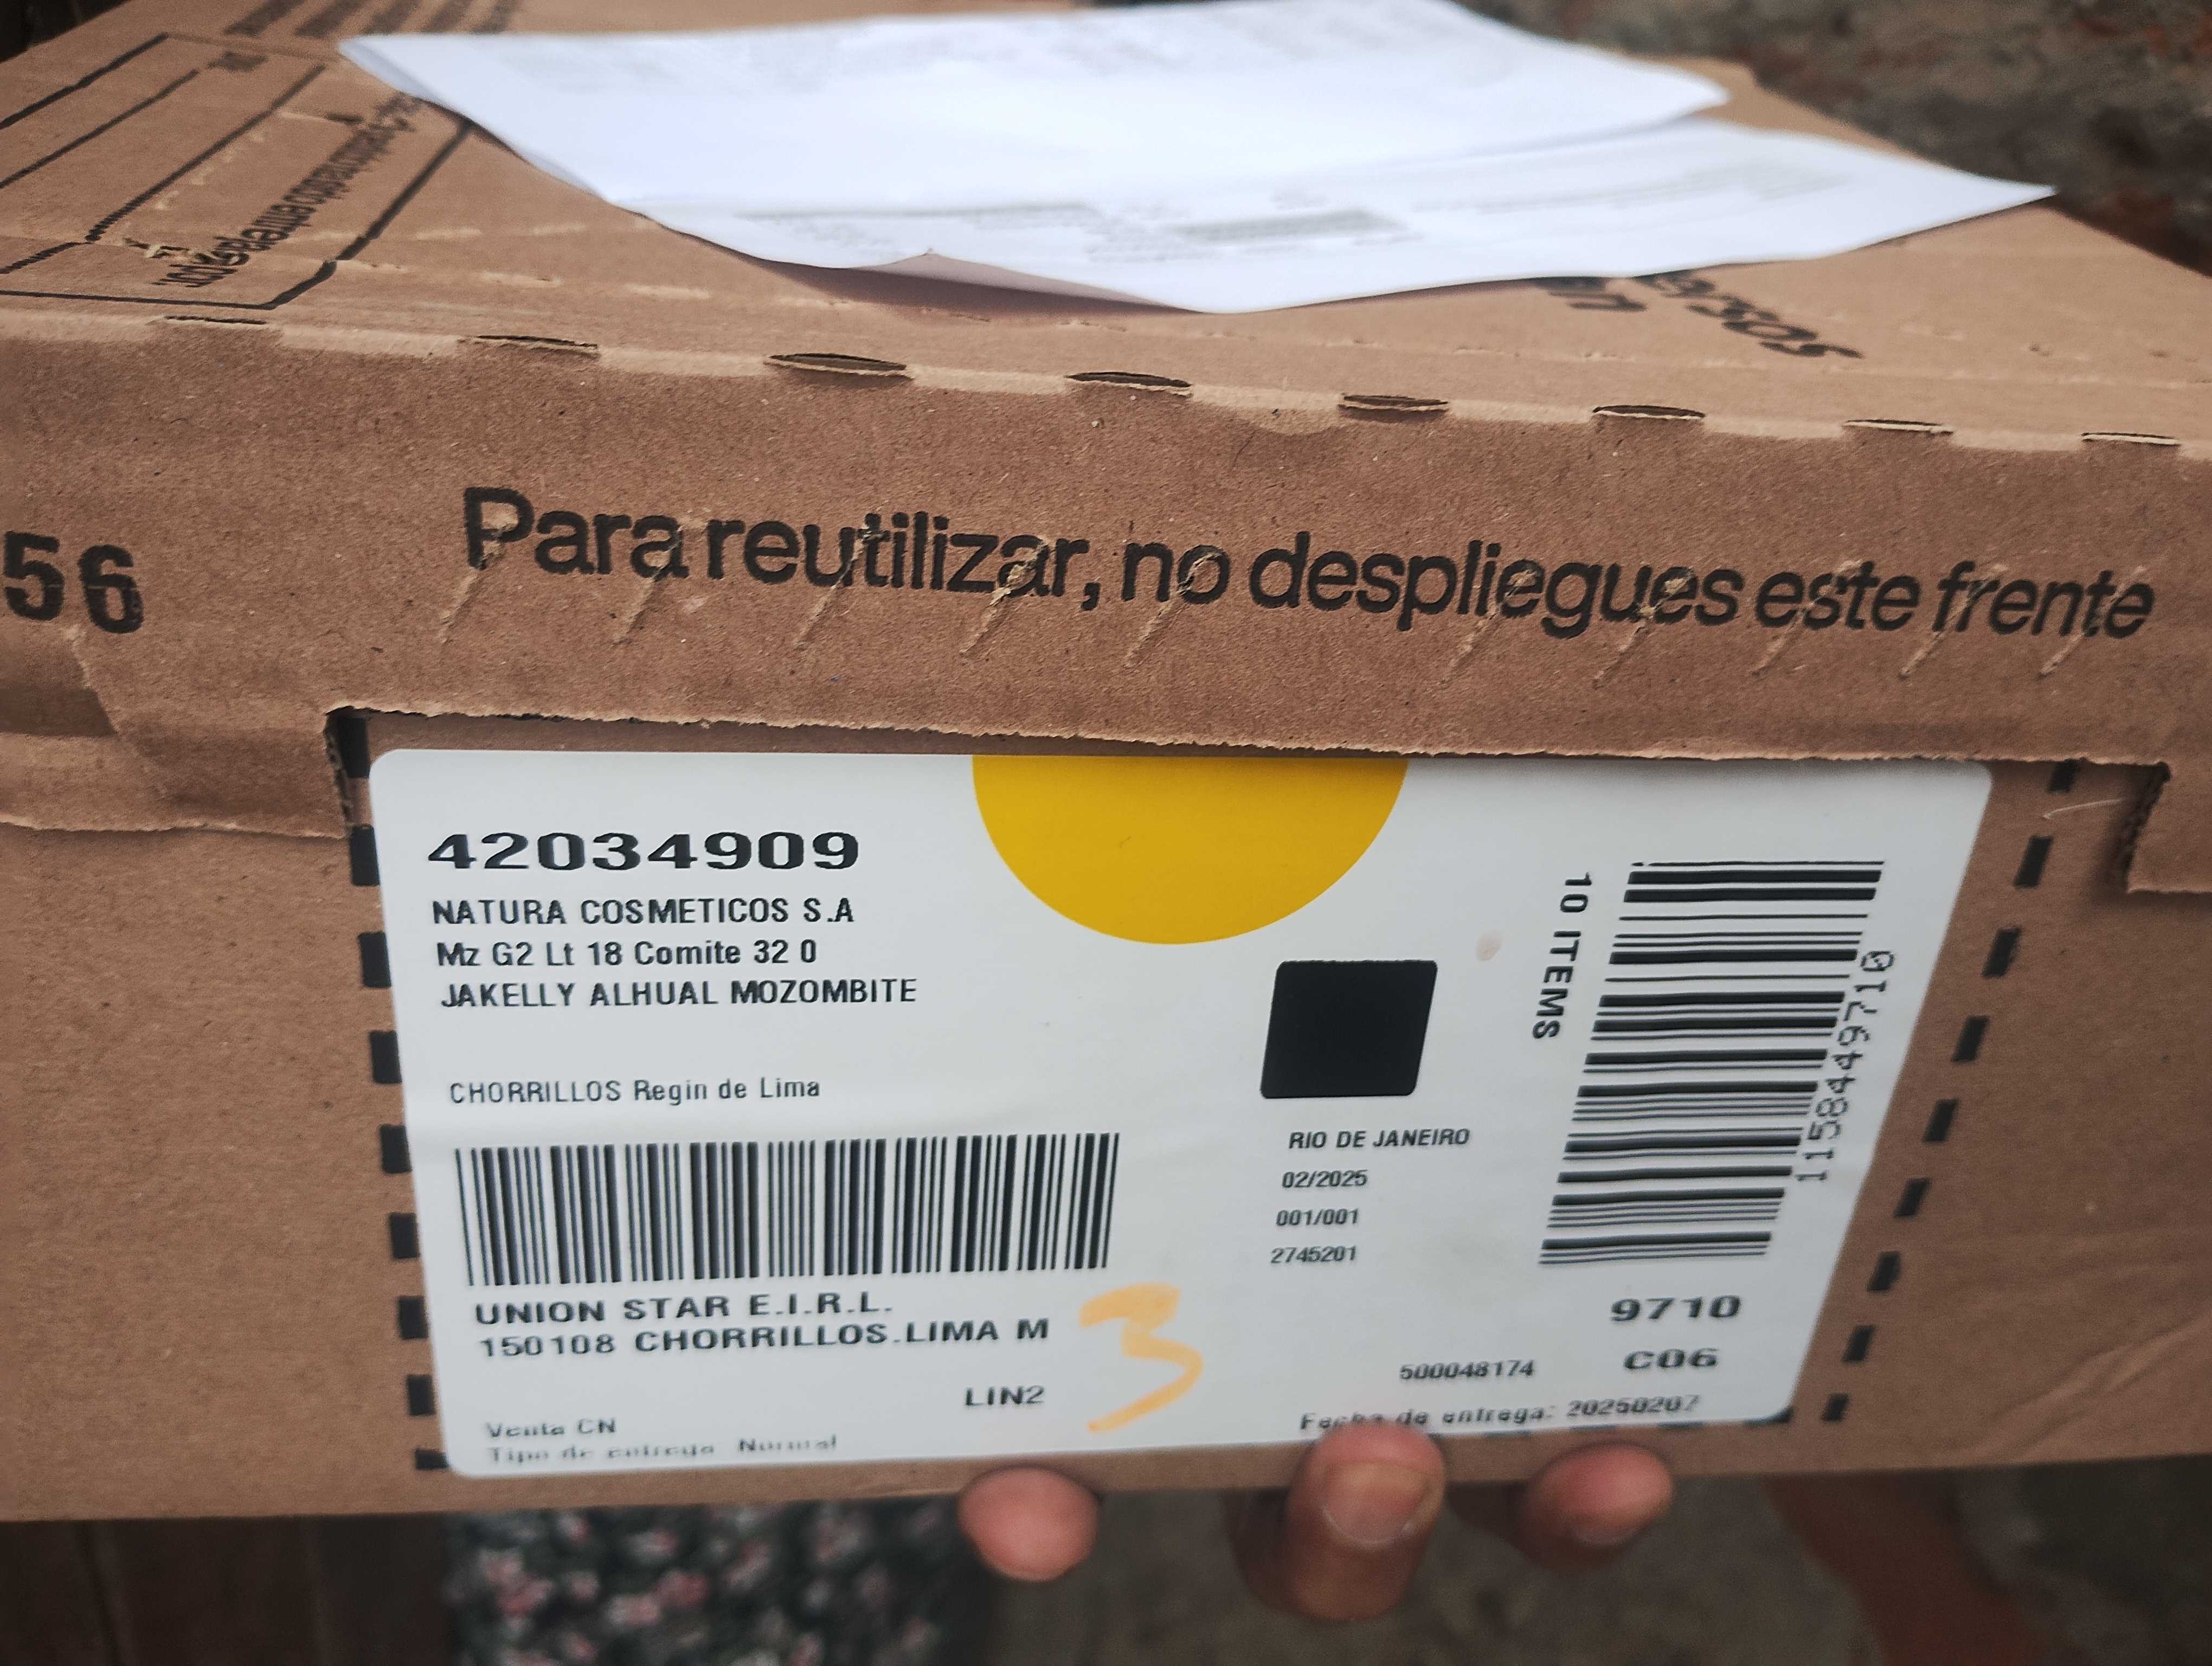 56
Para reutilizar, no despliegues este frente
42034909
NATURA COSMETICOS S.A
Mz G2 Lt 18 Comite 32 0
JAKELLY ALHUAL MOZOMBITE
CHORRILLOS Regin de Lima
UNION STAR E.I.R.L.
150108 CHORRILLOS.LIMA M
LIN2
3
Venta CN
Tipo de entrega Normal
RIO DE JANEIRO
02/2025
001/001
2745201
10 ITEMS
1158449710
9710
C06
500048174
Fecha de entrega: 20250207